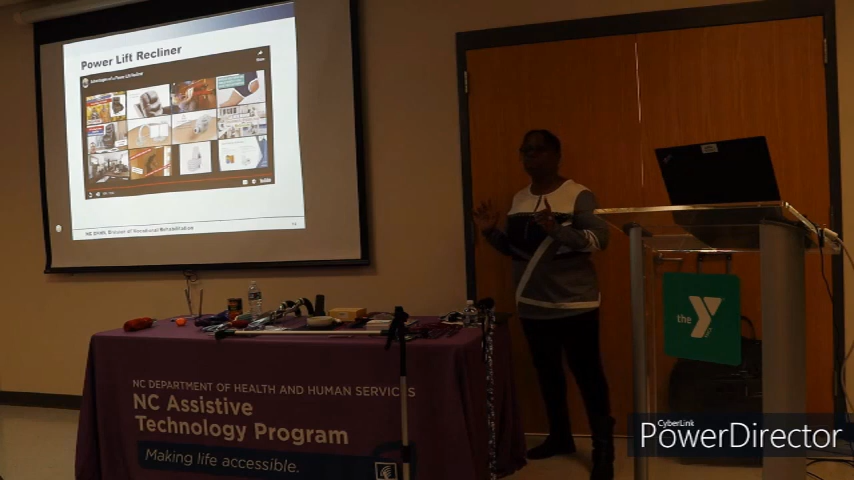 Power Lift Recliner
NC DHHS, Division of Vocational Rehabilitation
NC DEPARTMENT OF HEALTH AND HUMAN SERVICES
NC Assistive
Technology Program
Making life accessible.
the Y
CyberLink
PowerDirector